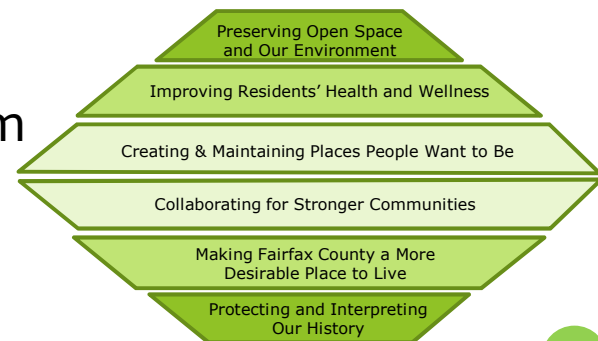 Preserving Open Space
and Our Environment
Improving Residents’ Health and Wellness
m
Creating & Maintaining Places People Want to Be
Collaborating for Stronger Communities
Making Fairfax County a More
Desirable Place to Live
Protecting and Interpreting
Our History